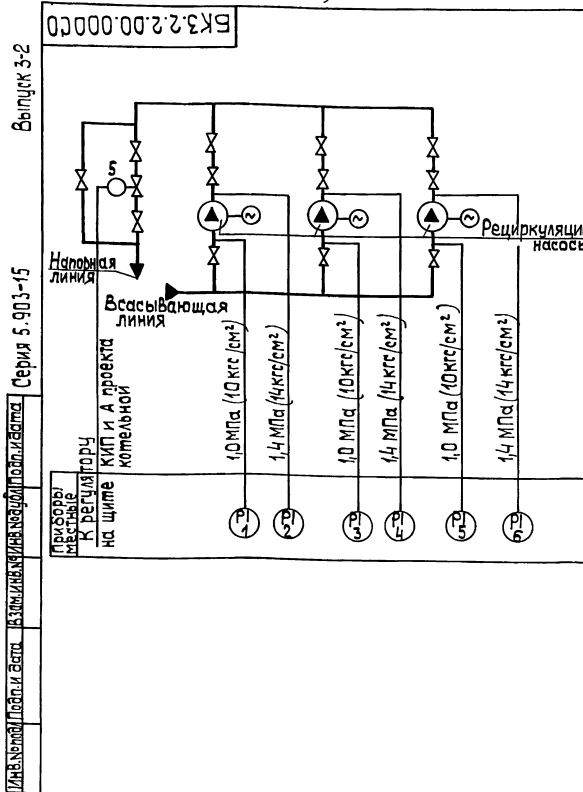 БК3.2.2.00.000С0
Выпуск 3-2
Серия 5.903-15
5
Напорная
линия
Всасывающая
линия
Рециркуляци
насосы
1,0 МПа (10 кгс/см²)
1,4 МПа (14 кгс/см²)
1,0 МПа (10 кгс/см²)
1,4 МПа (14 кгс/см²)
1,0 МПа (10 кгс/см²)
1,4 МПа (14 кгс/см²)
Приборы
местные
К регулятору
на щите КИП и А проекта
котельной
PI
1
PI
2
PI
3
PI
4
PI
5
PI
6
Инв.№подл
Подп.и дата
Взам.инв.№
Инв.№дубл
Подп.и дата